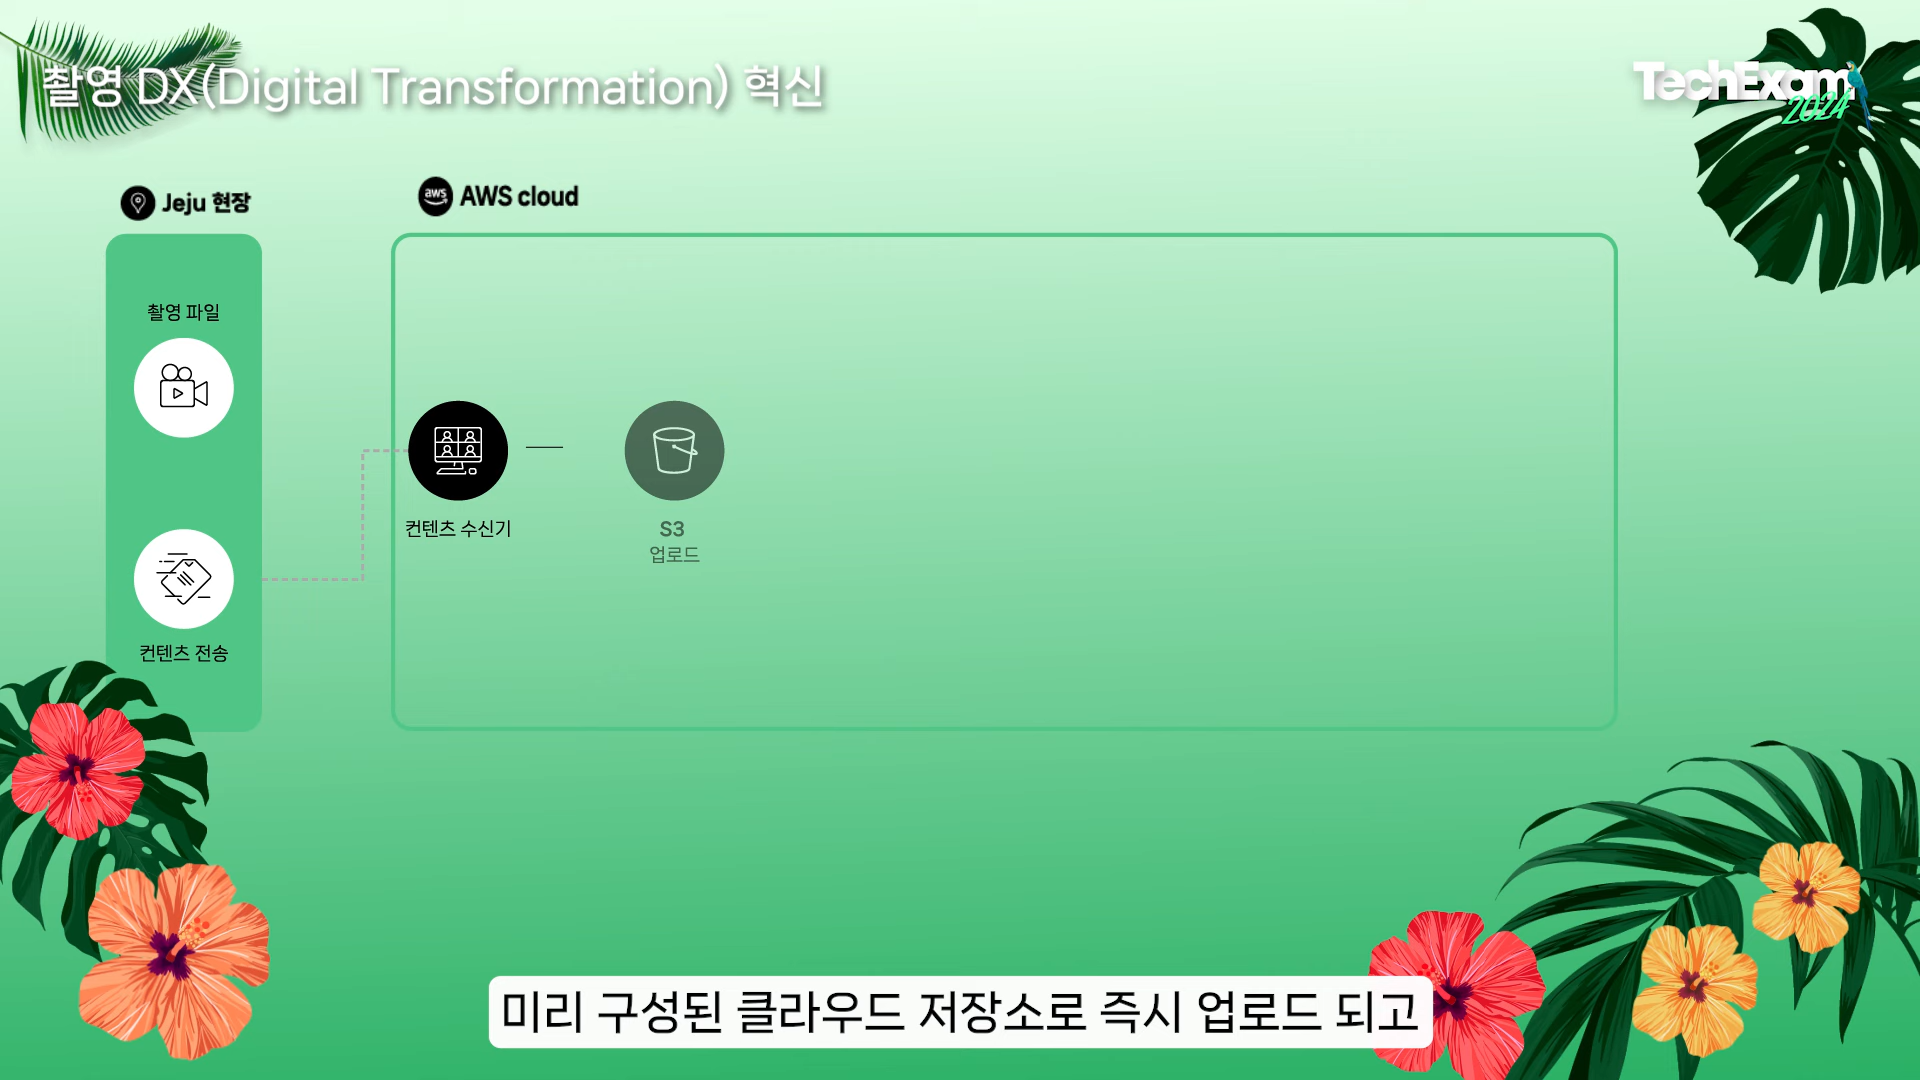 촬영 DX(Digital Transformation) 혁신
TechExam
2024
Jeju 현장
aws
AWS cloud
촬영 파일
컨텐츠 수신기
S3
업로드
컨텐츠 전송
미리 구성된 클라우드 저장소로 즉시 업로드 되고